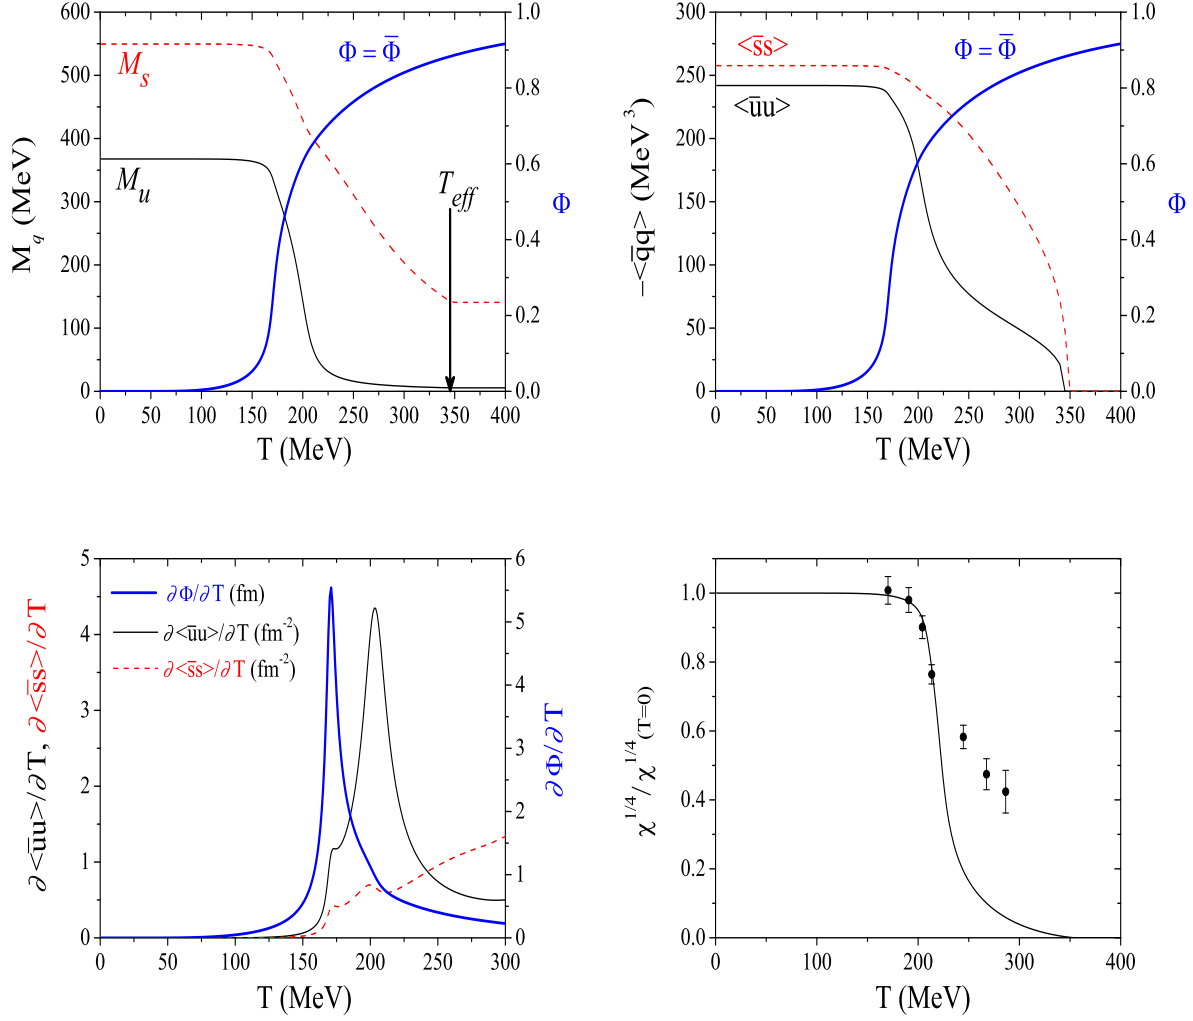 600
500
400
300
200
100
0
M_q (MeV)
M_s
M_u
Φ = Φ̄
T_eff
1.0
0.8
0.6
0.4
0.2
0.0
Φ
0 50 100 150 200 250 300 350 400
T (MeV)
300
250
200
150
100
50
0
−<q̄q> (MeV³)
<s̄s>
<ūu>
Φ = Φ̄
1.0
0.8
0.6
0.4
0.2
0.0
Φ
0 50 100 150 200 250 300 350 400
T (MeV)
5
4
3
2
1
0
∂<ūu>/∂T, ∂<s̄s>/∂T
∂Φ/∂T (fm)
∂<ūu>/∂T (fm⁻²)
∂<s̄s>/∂T (fm⁻²)
6
5
4
3
2
1
0
∂Φ/∂T
0 50 100 150 200 250 300
T (MeV)
1.0
0.8
0.6
0.4
0.2
0.0
χ^1/4 / χ^1/4 (T=0)
0 100 200 300 400
T (MeV)